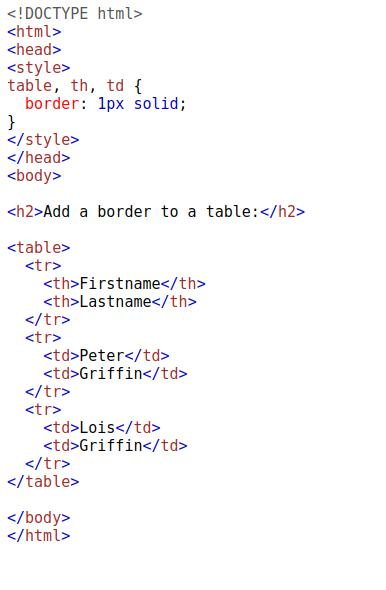 <!DOCTYPE html>
<html>
<head>
<style>
table, th, td {
  border: 1px solid;
}
</style>
</head>
<body>

<h2>Add a border to a table:</h2>

<table>
  <tr>
    <th>Firstname</th>
    <th>Lastname</th>
  </tr>
  <tr>
    <td>Peter</td>
    <td>Griffin</td>
  </tr>
  <tr>
    <td>Lois</td>
    <td>Griffin</td>
  </tr>
</table>

</body>
</html>